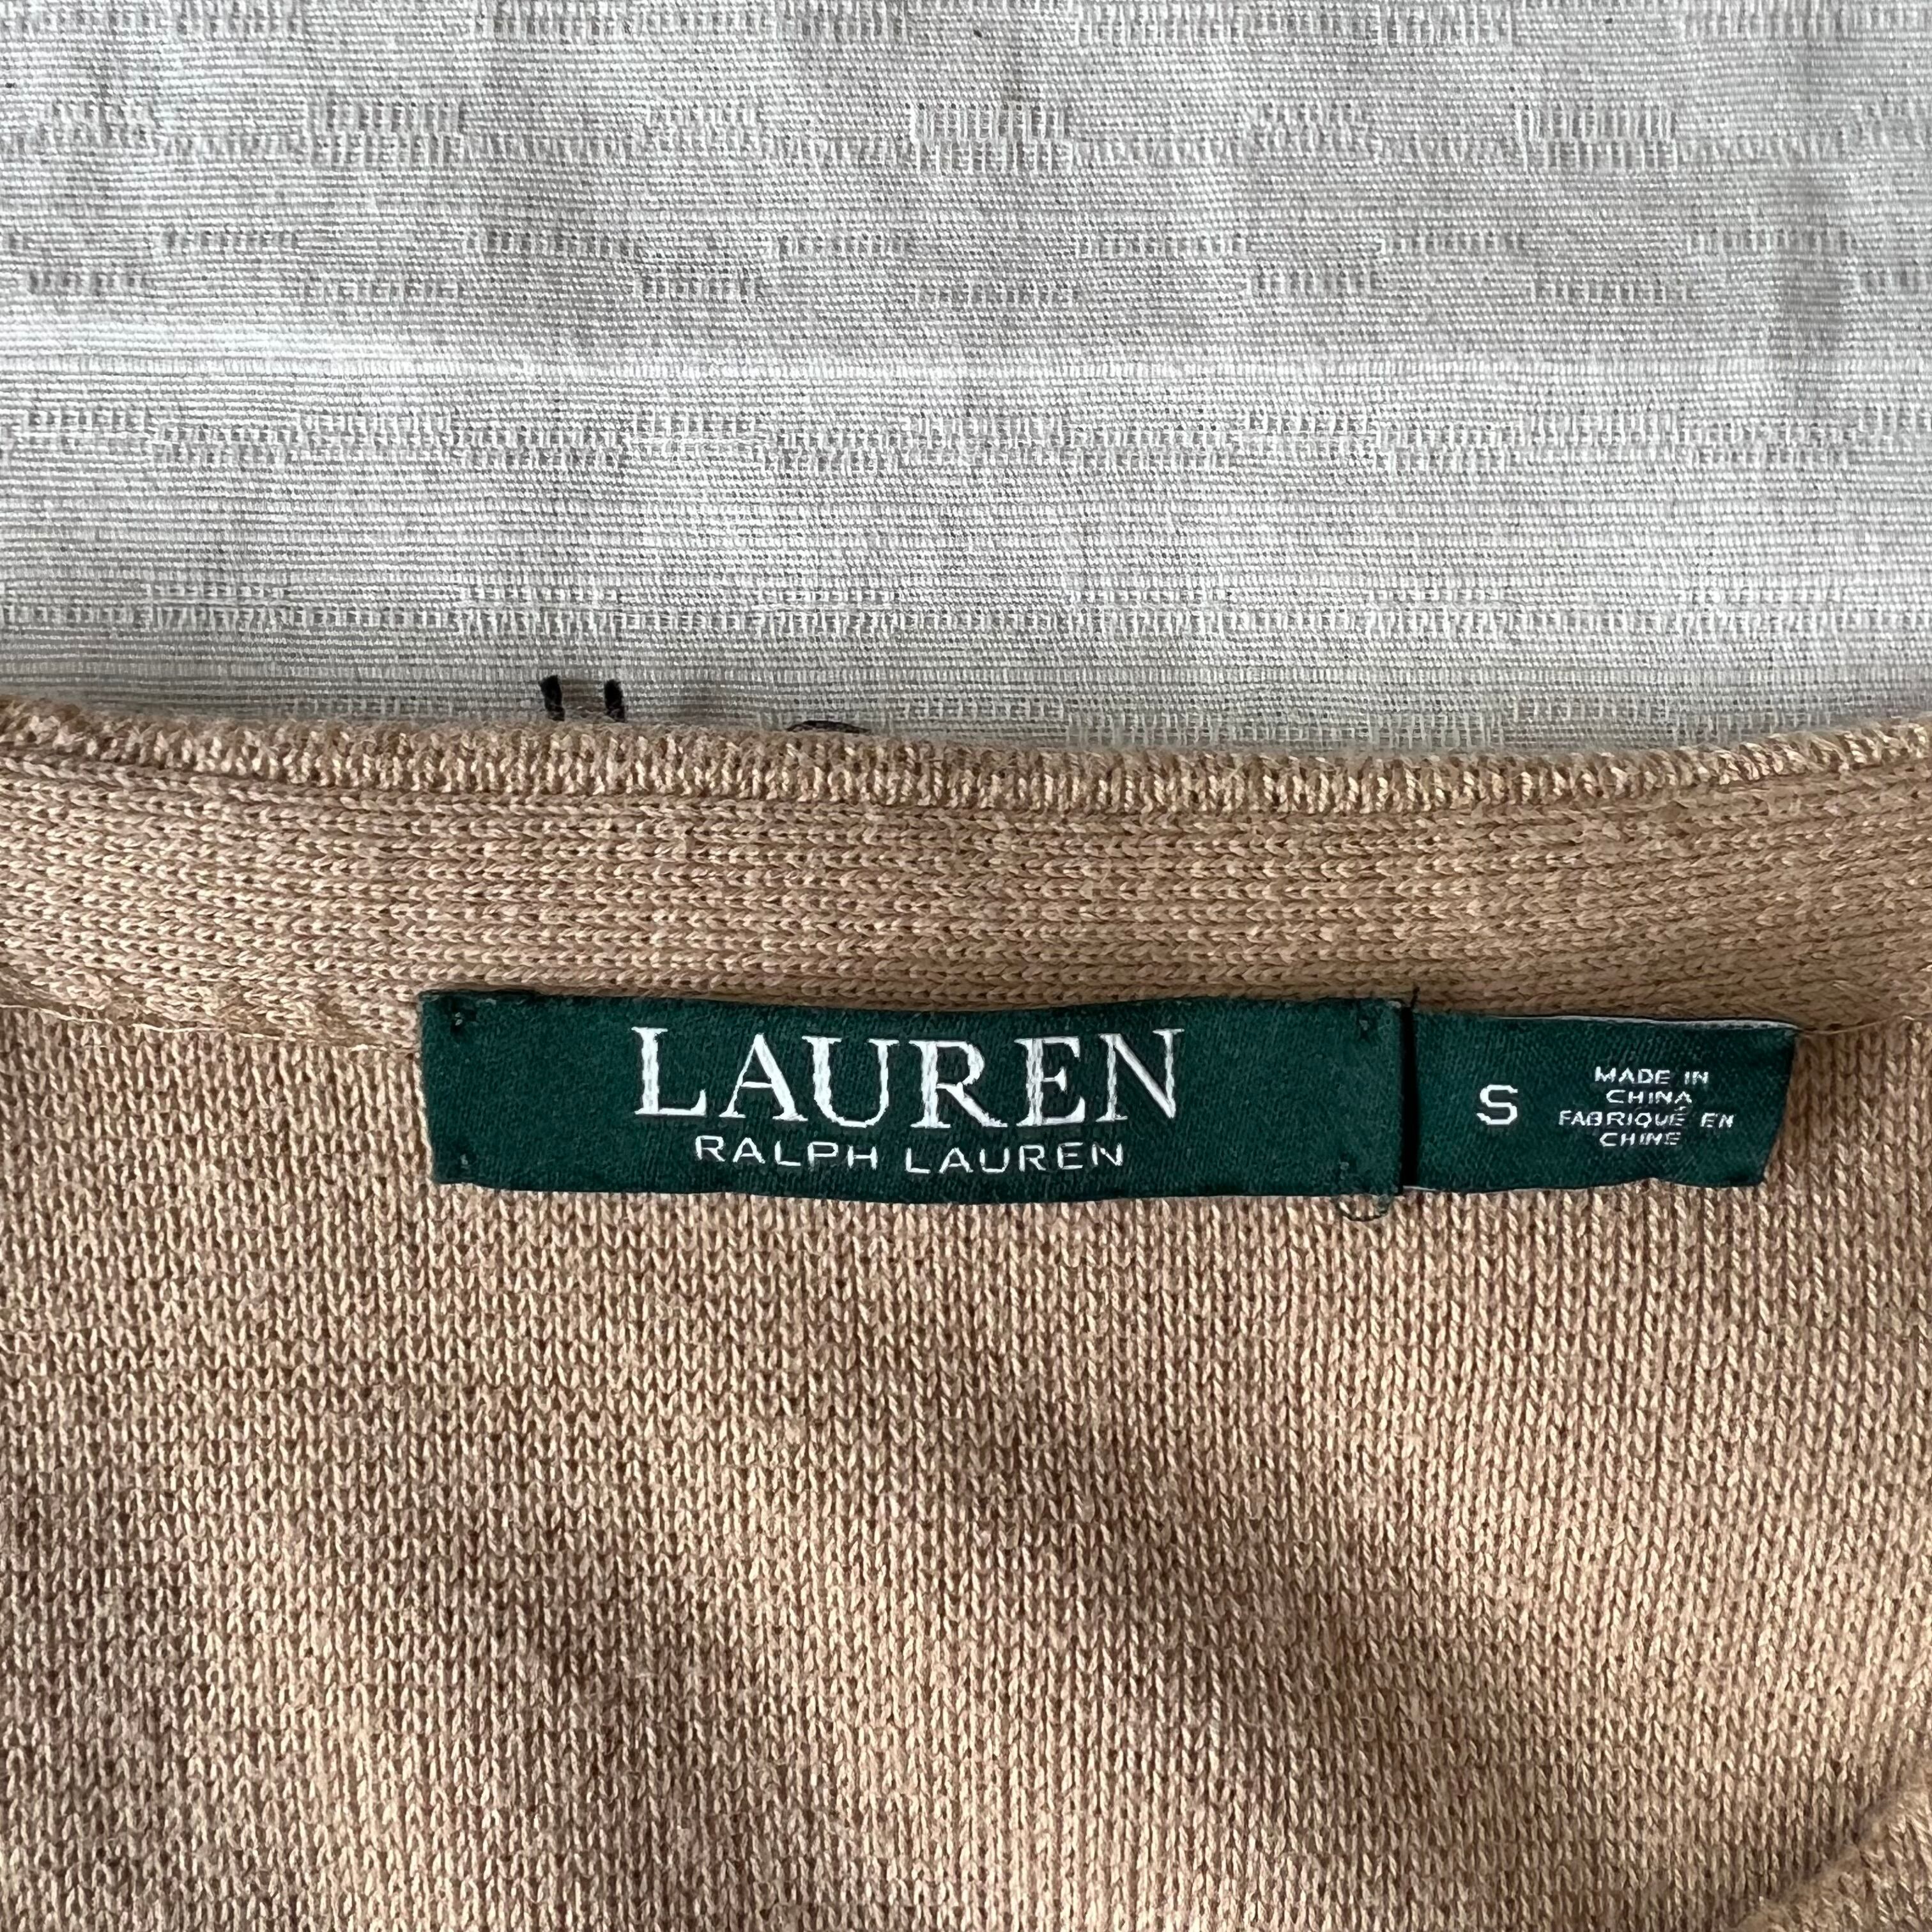 LAUREN
RALPH LAUREN
S
MADE IN
CHINA
FABRIQUÉ EN
CHINE